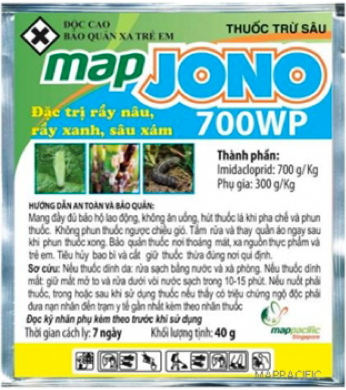 ĐỘC CAO
BẢO QUẢN XA TRẺ EM
THUỐC TRỪ SÂU
map JONO
700WP
Đặc trị rầy nâu,
rầy xanh, sâu xám
Thành phần:
Imidacloprid: 700 g/Kg
Phụ gia: 300 g/Kg
HƯỚNG DẪN AN TOÀN VÀ BẢO QUẢN:
Mang đầy đủ bảo hộ lao động, không ăn uống, hút thuốc lá khi pha chế và phun
thuốc. Không phun thuốc ngược chiều gió. Tắm rửa và thay quần áo ngay sau
khi phun thuốc xong. Bảo quản thuốc nơi thoáng mát, xa nguồn thực phẩm và
trẻ em. Tiêu hủy bao bì và cất giữ thuốc thừa đúng nơi qui định.
Sơ cứu: Nếu thuốc dính da: rửa sạch bằng nước và xà phòng. Nếu thuốc dính
mắt: giữ mắt mở to và rửa dưới vòi nước sạch trong 10-15 phút. Nếu nuốt phải
thuốc, trong hoặc sau khi sử dụng thuốc nếu thấy có triệu chứng ngộ độc phải
đưa nạn nhân đến trạm y tế gần nhất kèm theo nhãn thuốc
Đọc kỹ nhãn phụ kèm theo trước khi sử dụng
Thời gian cách ly: 7 ngày Khối lượng tịnh: 40 g
mappacific
Singapore
MAPPACIFIC